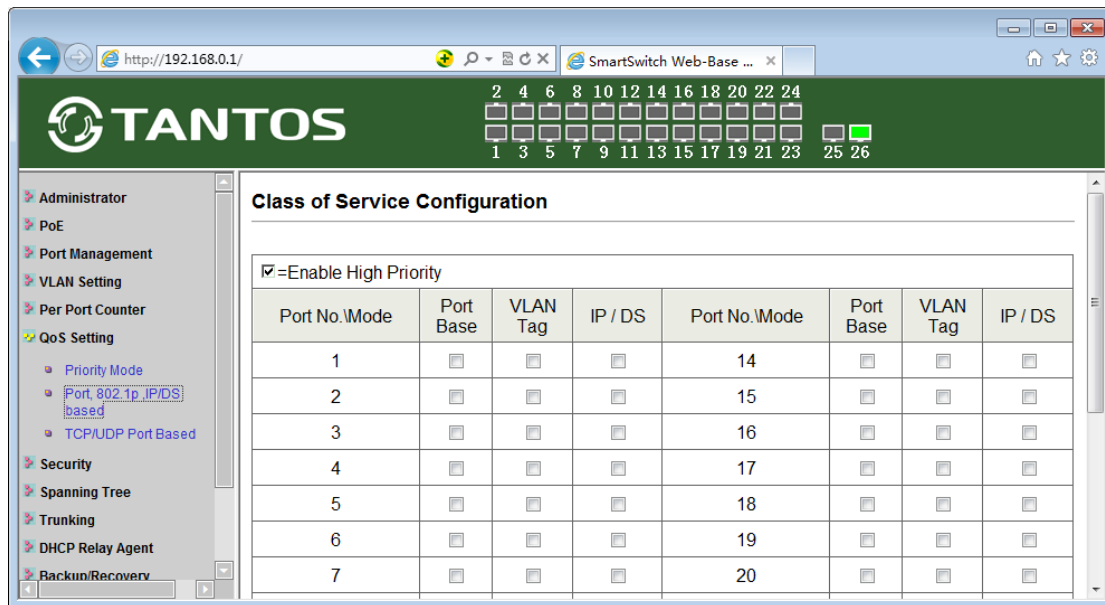 http://192.168.0.1/
SmartSwitch Web-Base ...
TANTOS
2 4 6 8 10 12 14 16 18 20 22 24
1 3 5 7 9 11 13 15 17 19 21 23 25 26
Administrator
PoE
Port Management
VLAN Setting
Per Port Counter
QoS Setting
Priority Mode
Port, 802.1p ,IP/DS
based
TCP/UDP Port Based
Security
Spanning Tree
Trunking
DHCP Relay Agent
Backup/Recovery
Class of Service Configuration
=Enable High Priority
Port No.\Mode Port Base VLAN Tag IP / DS Port No.\Mode Port Base VLAN Tag IP / DS
1 14
2 15
3 16
4 17
5 18
6 19
7 20